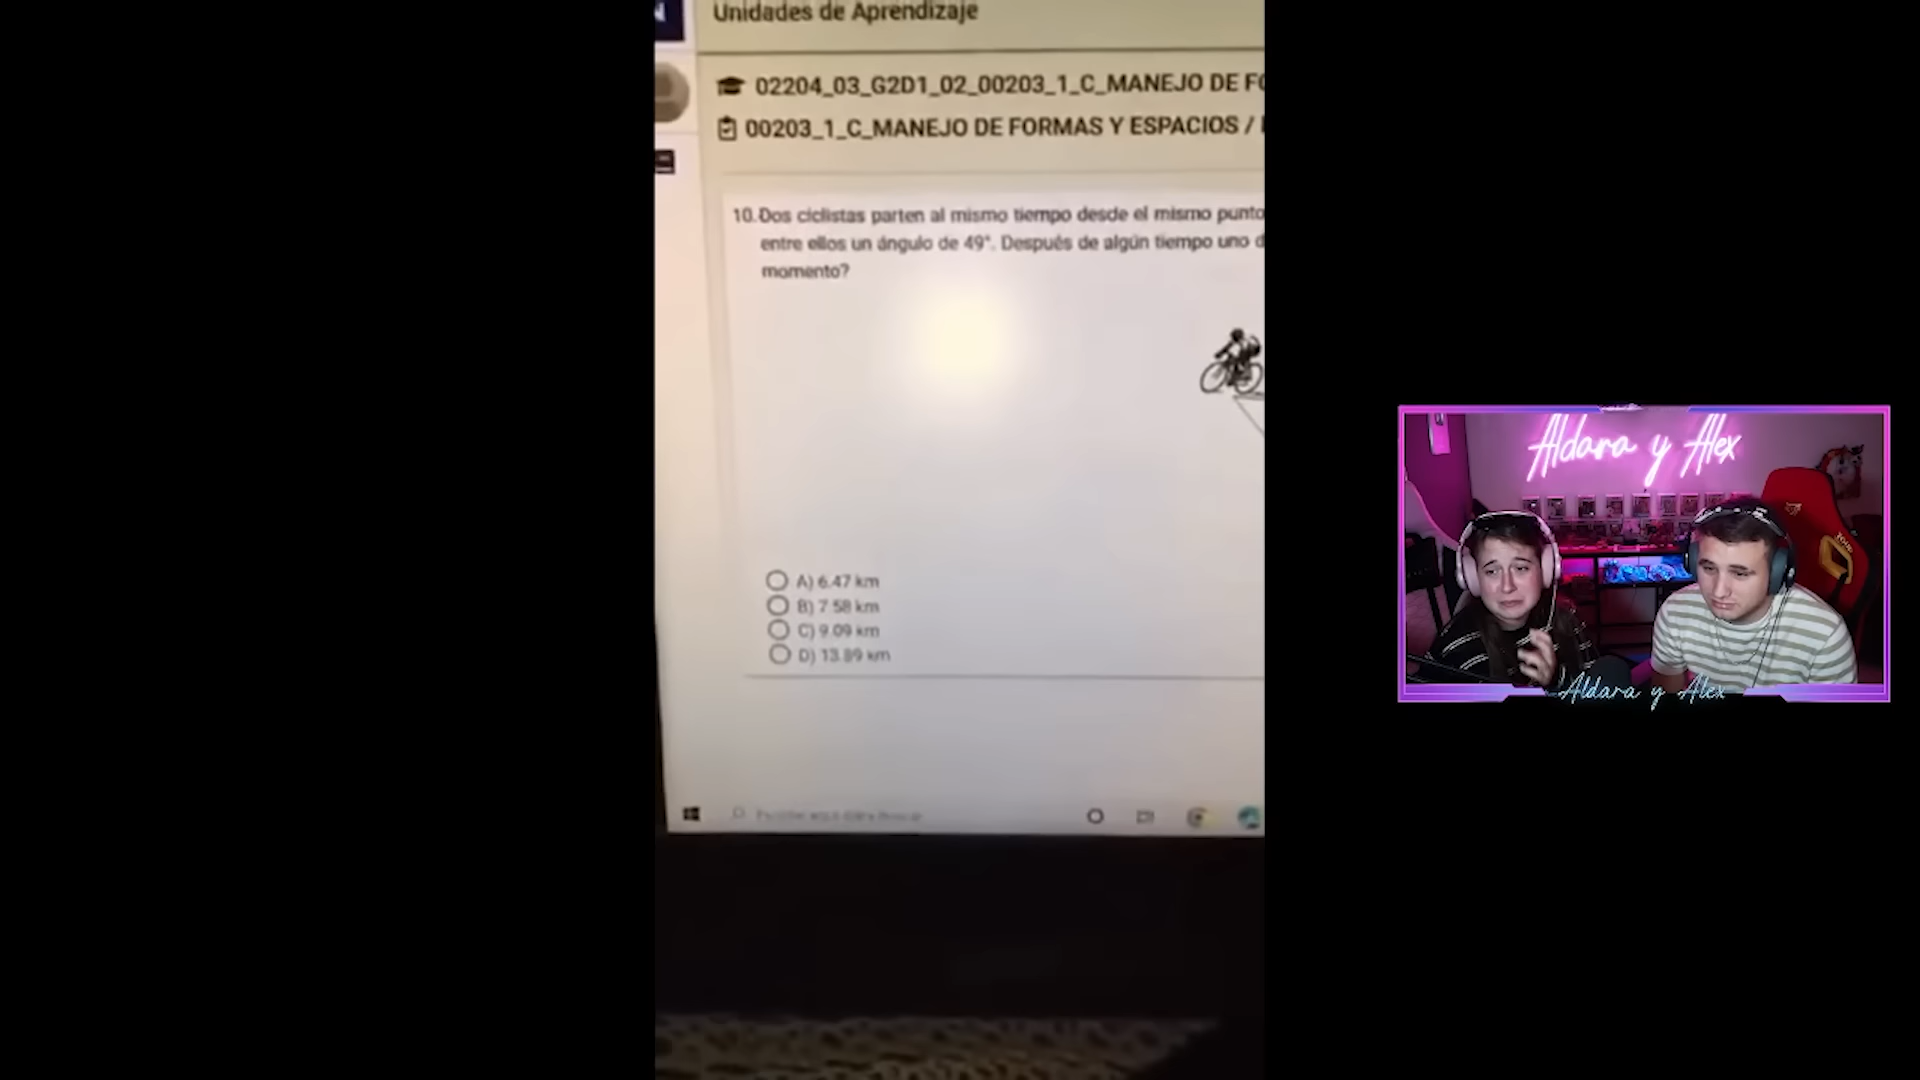 Unidades de Aprendizaje
02204_03_G2D1_02_00203_1_C_MANEJO DE FO
00203_1_C_MANEJO DE FORMAS Y ESPACIOS /
10. Dos ciclistas parten al mismo tiempo desde el mismo punto
entre ellos un ángulo de 49°. Después de algún tiempo uno d
momento?
A) 6.47 km
B) 7.58 km
C) 9.09 km
D) 13.89 km
Aldara y Alex
Aldara y Alex